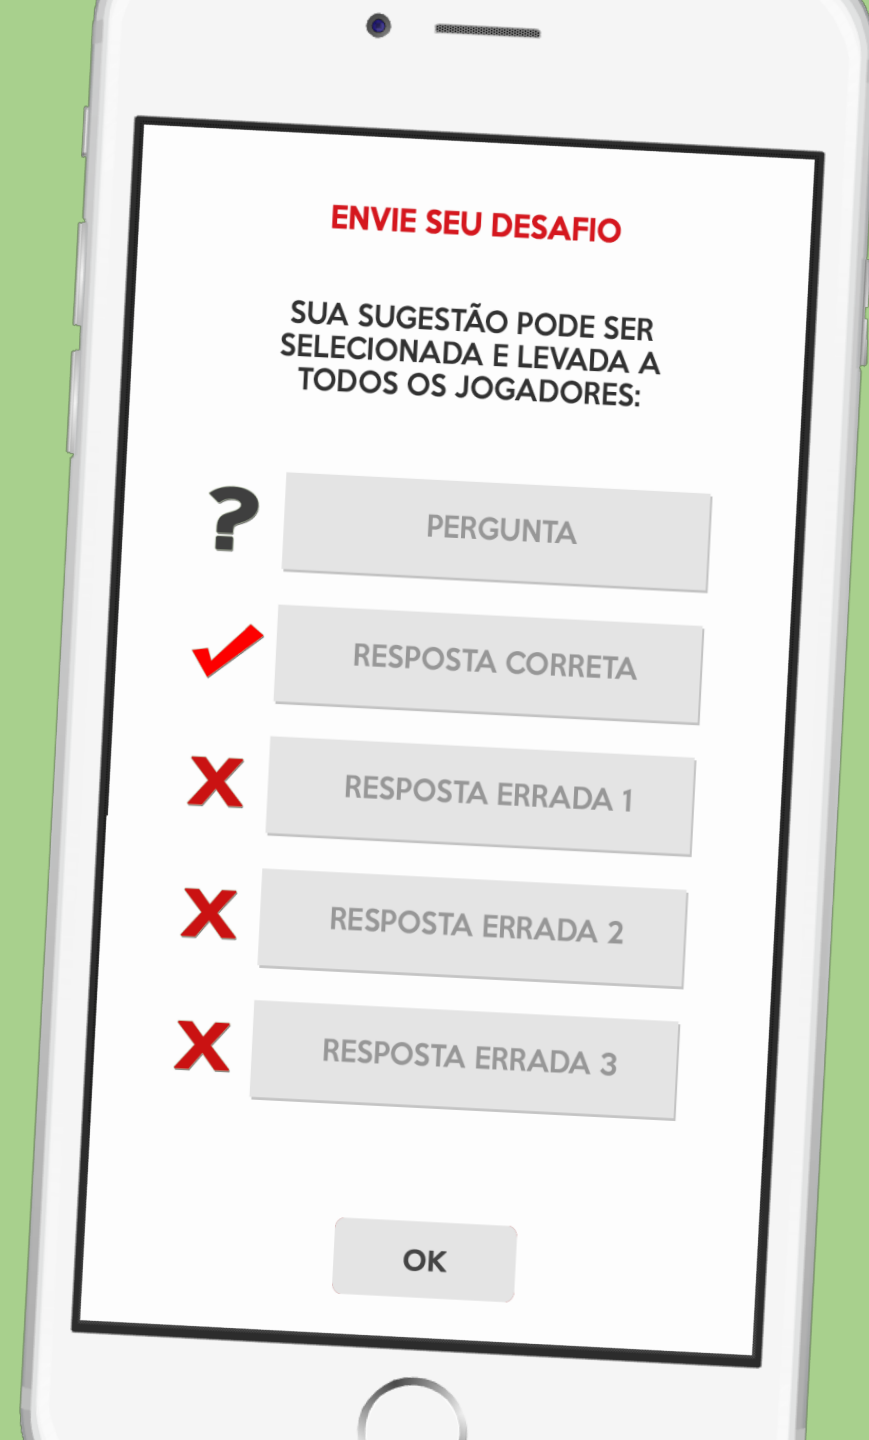 ENVIE SEU DESAFIO
SUA SUGESTÃO PODE SER
SELECIONADA E LEVADA A
TODOS OS JOGADORES:
PERGUNTA
RESPOSTA CORRETA
RESPOSTA ERRADA 1
RESPOSTA ERRADA 2
RESPOSTA ERRADA 3
OK